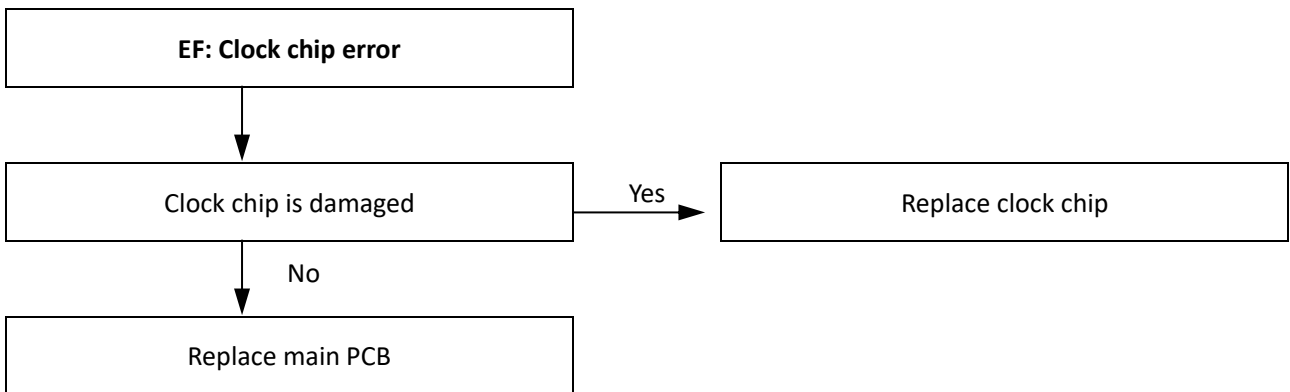 EF: Clock chip error
Clock chip is damaged
Yes
Replace clock chip
No
Replace main PCB